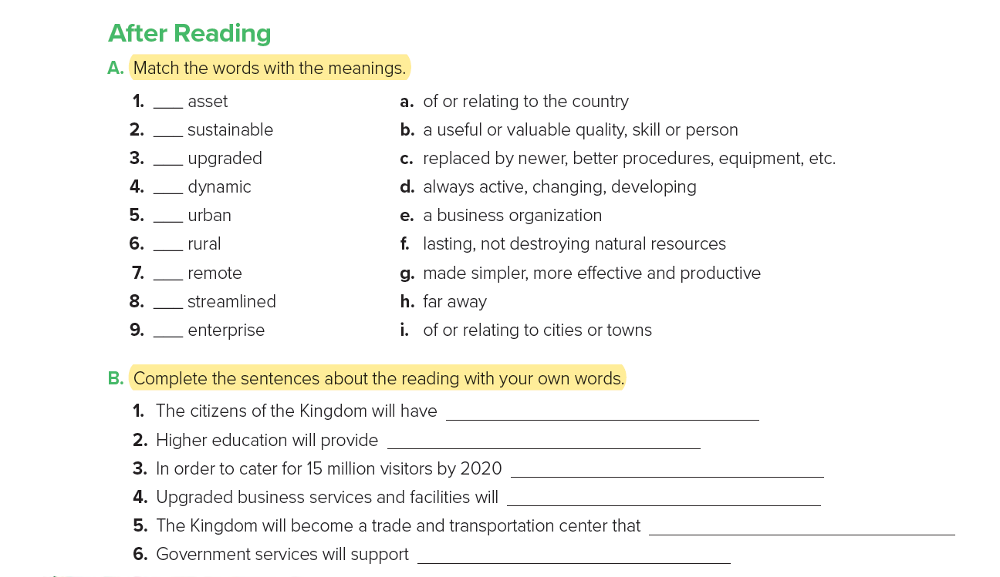 After Reading
A. Match the words with the meanings.
1. ___ asset a. of or relating to the country
2. ___ sustainable b. a useful or valuable quality, skill or person
3. ___ upgraded c. replaced by newer, better procedures, equipment, etc.
4. ___ dynamic d. always active, changing, developing
5. ___ urban e. a business organization
6. ___ rural f. lasting, not destroying natural resources
7. ___ remote g. made simpler, more effective and productive
8. ___ streamlined h. far away
9. ___ enterprise i. of or relating to cities or towns
B. Complete the sentences about the reading with your own words.
1. The citizens of the Kingdom will have ___
2. Higher education will provide ___
3. In order to cater for 15 million visitors by 2020 ___
4. Upgraded business services and facilities will ___
5. The Kingdom will become a trade and transportation center that ___
6. Government services will support ___